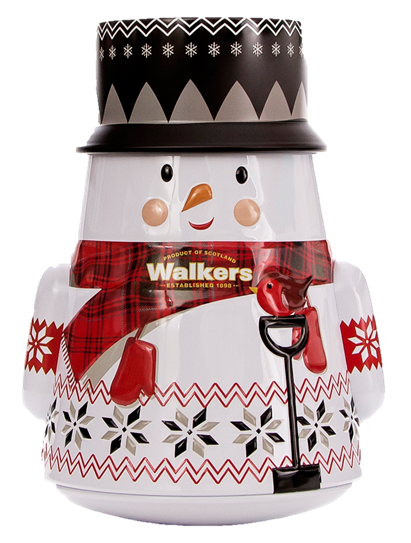 PRODUCT OF SCOTLAND
Walkers
ESTABLISHED 1898